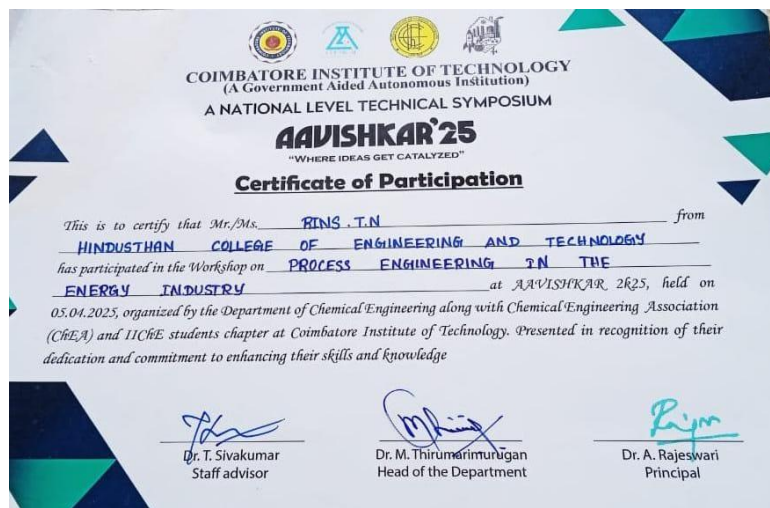 COIMBATORE INSTITUTE OF TECHNOLOGY
(A Government Aided Autonomous Institution)
A NATIONAL LEVEL TECHNICAL SYMPOSIUM
AAVISHKAR'25
"WHERE IDEAS GET CATALYZED"
Certificate of Participation
This is to certify that Mr./Ms. RINS.T.N from
HINDUSTHAN COLLEGE OF ENGINEERING AND TECHNOLOGY
has participated in the Workshop on PROCESS ENGINEERING IN THE
ENERGY INDUSTRY at AAVISHKAR 2k25, held on
05.04.2025, organized by the Department of Chemical Engineering along with Chemical Engineering Association
(ChEA) and IIChE students chapter at Coimbatore Institute of Technology. Presented in recognition of their
dedication and commitment to enhancing their skills and knowledge
Dr. T. Sivakumar Dr. M. Thirumarimurugan Dr. A. Rajeswari
Staff advisor Head of the Department Principal